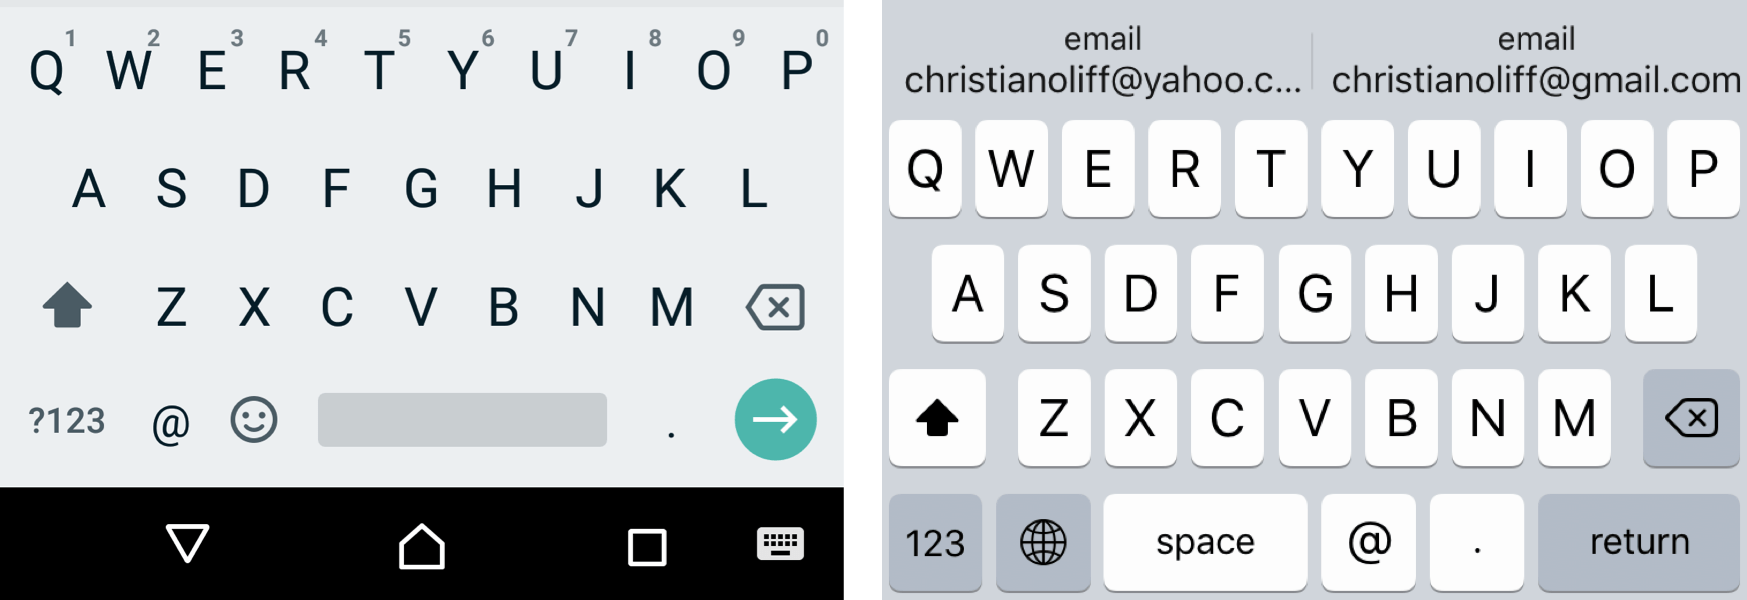 Q 1 W 2 E 3 R 4 T 5 Y 6 U 7 I 8 O 9 P 0
A S D F G H J K L
Z X C V B N M
?123 @ .
email email
christianoliff@yahoo.c... christianoliff@gmail.com
Q W E R T Y U I O P
A S D F G H J K L
Z X C V B N M
123 space @ . return